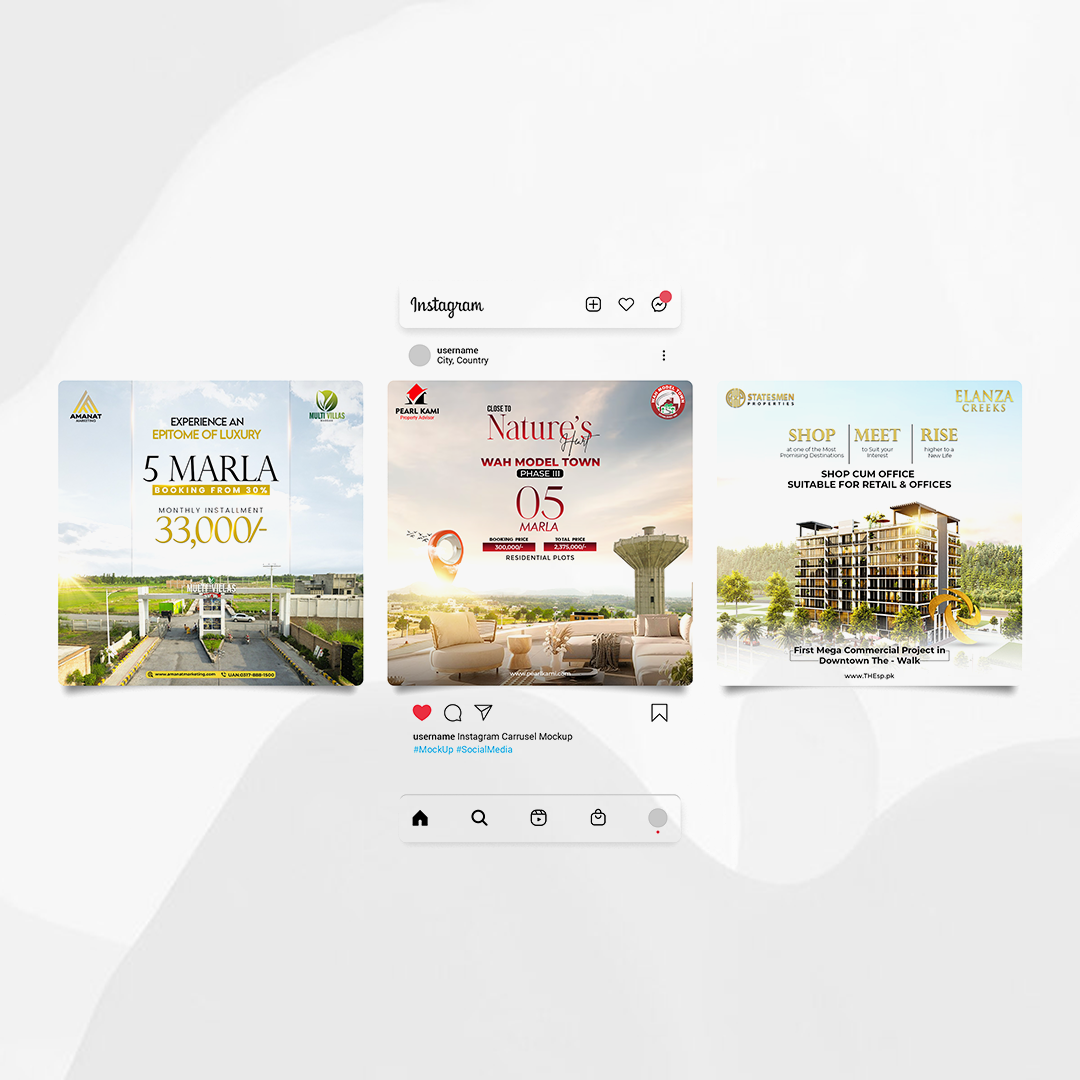 Instagram
username
City, Country
AMANAT
MARKETING
MULTI VILLAS
EXPERIENCE AN
EPITOME OF LUXURY
5 MARLA
BOOKING FROM 30%
MONTHLY INSTALLMENT
33,000/-
MULTI VILLAS
www.amanatmarketing.com UAN:0317-888-1500
PEARL KAMI
Property Advisor
WAH MODEL TOWN
CLOSE TO
Nature's
Heart
WAH MODEL TOWN
PHASE III
05
MARLA
BOOKING PRICE
300,000/-
TOTAL PRICE
2,375,000/-
RESIDENTIAL PLOTS
www.pearlkami.com
STATESMEN
PROPERTIES
ELANZA
CREEKS
SHOP
at one of the Most
Promising Destinations
MEET
to Suit your
Interest
RISE
higher to a
New Life
SHOP CUM OFFICE
SUITABLE FOR RETAIL & OFFICES
First Mega Commercial Project in
Downtown The - Walk
www.THEsp.pk
username Instagram Carrusel Mockup
#MockUp #SocialMedia